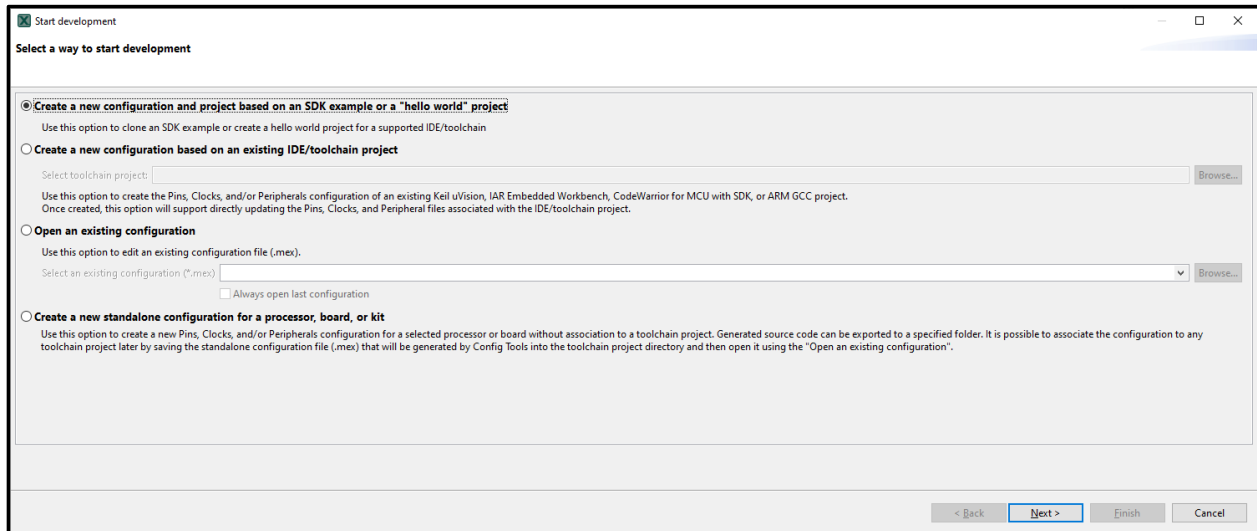 Start development
Select a way to start development
Create a new configuration and project based on an SDK example or a "hello world" project
Use this option to clone an SDK example or create a hello world project for a supported IDE/toolchain
Create a new configuration based on an existing IDE/toolchain project
Select toolchain project:
Browse...
Use this option to create the Pins, Clocks, and/or Peripherals configuration of an existing Keil uVision, IAR Embedded Workbench, CodeWarrior for MCU with SDK, or ARM GCC project.
Once created, this option will support directly updating the Pins, Clocks, and Peripheral files associated with the IDE/toolchain project.
Open an existing configuration
Use this option to edit an existing configuration file (.mex).
Select an existing configuration (*.mex)
Browse...
Always open last configuration
Create a new standalone configuration for a processor, board, or kit
Use this option to create a new Pins, Clocks, and/or Peripherals configuration for a selected processor or board without association to a toolchain project. Generated source code can be exported to a specified folder. It is possible to associate the configuration to any
toolchain project later by saving the standalone configuration file (.mex) that will be generated by Config Tools into the toolchain project directory and then open it using the "Open an existing configuration".
< Back Next > Finish Cancel